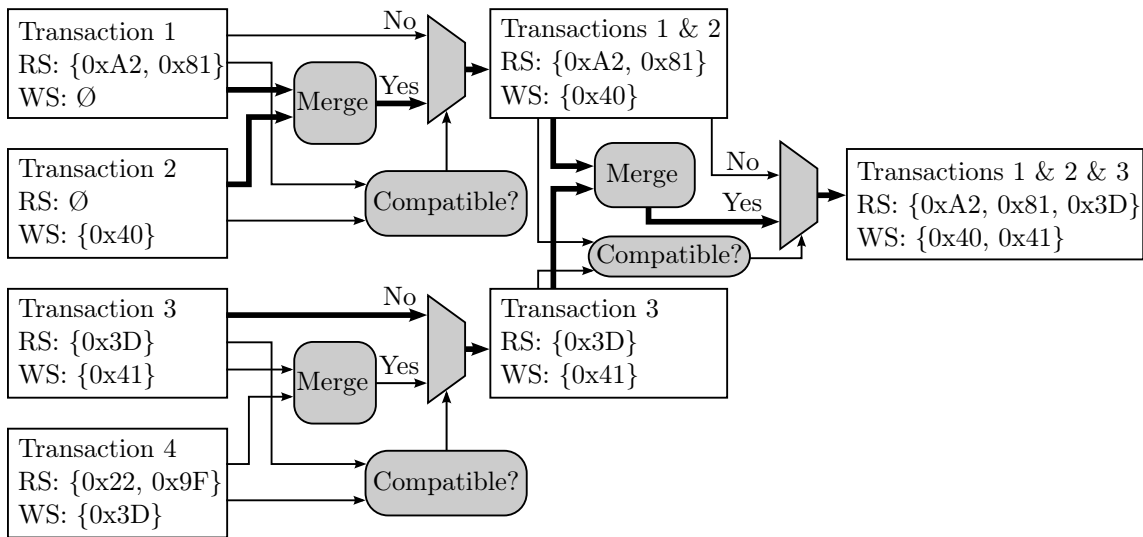 Transaction 1
RS: {0xA2, 0x81}
WS: Ø
Transaction 2
RS: Ø
WS: {0x40}
No
Merge
Yes
Compatible?
Transactions 1 & 2
RS: {0xA2, 0x81}
WS: {0x40}
Transaction 3
RS: {0x3D}
WS: {0x41}
Transaction 4
RS: {0x22, 0x9F}
WS: {0x3D}
No
Merge
Yes
Compatible?
Transaction 3
RS: {0x3D}
WS: {0x41}
No
Merge
Yes
Compatible?
Transactions 1 & 2 & 3
RS: {0xA2, 0x81, 0x3D}
WS: {0x40, 0x41}